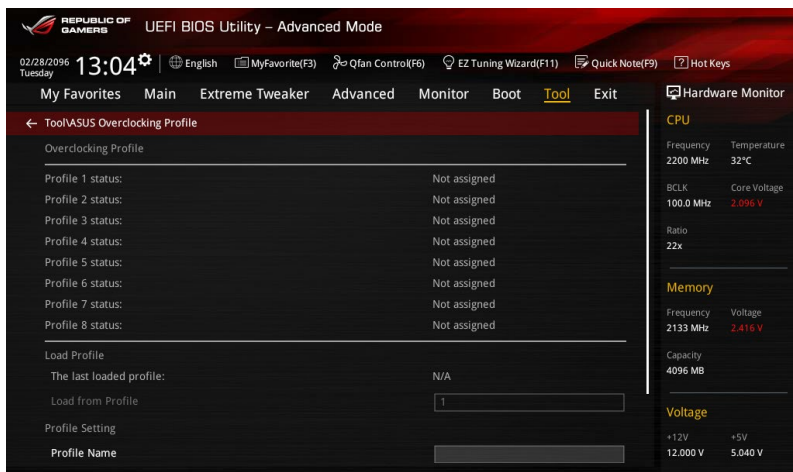 REPUBLIC OF
GAMERS
UEFI BIOS Utility – Advanced Mode
02/28/2096
Tuesday
13:04
English
MyFavorite(F3)
Qfan Control(F6)
EZ Tuning Wizard(F11)
Quick Note(F9)
? Hot Keys
My Favorites Main Extreme Tweaker Advanced Monitor Boot Tool Exit
Hardware Monitor
← Tool\ASUS Overclocking Profile
Overclocking Profile
Profile 1 status: Not assigned
Profile 2 status: Not assigned
Profile 3 status: Not assigned
Profile 4 status: Not assigned
Profile 5 status: Not assigned
Profile 6 status: Not assigned
Profile 7 status: Not assigned
Profile 8 status: Not assigned
Load Profile
The last loaded profile: N/A
Load from Profile 1
Profile Setting
Profile Name
CPU
Frequency Temperature
2200 MHz 32°C
BCLK Core Voltage
100.0 MHz 2.096 V
Ratio
22x
Memory
Frequency Voltage
2133 MHz 2.416 V
Capacity
4096 MB
Voltage
+12V +5V
12.000 V 5.040 V